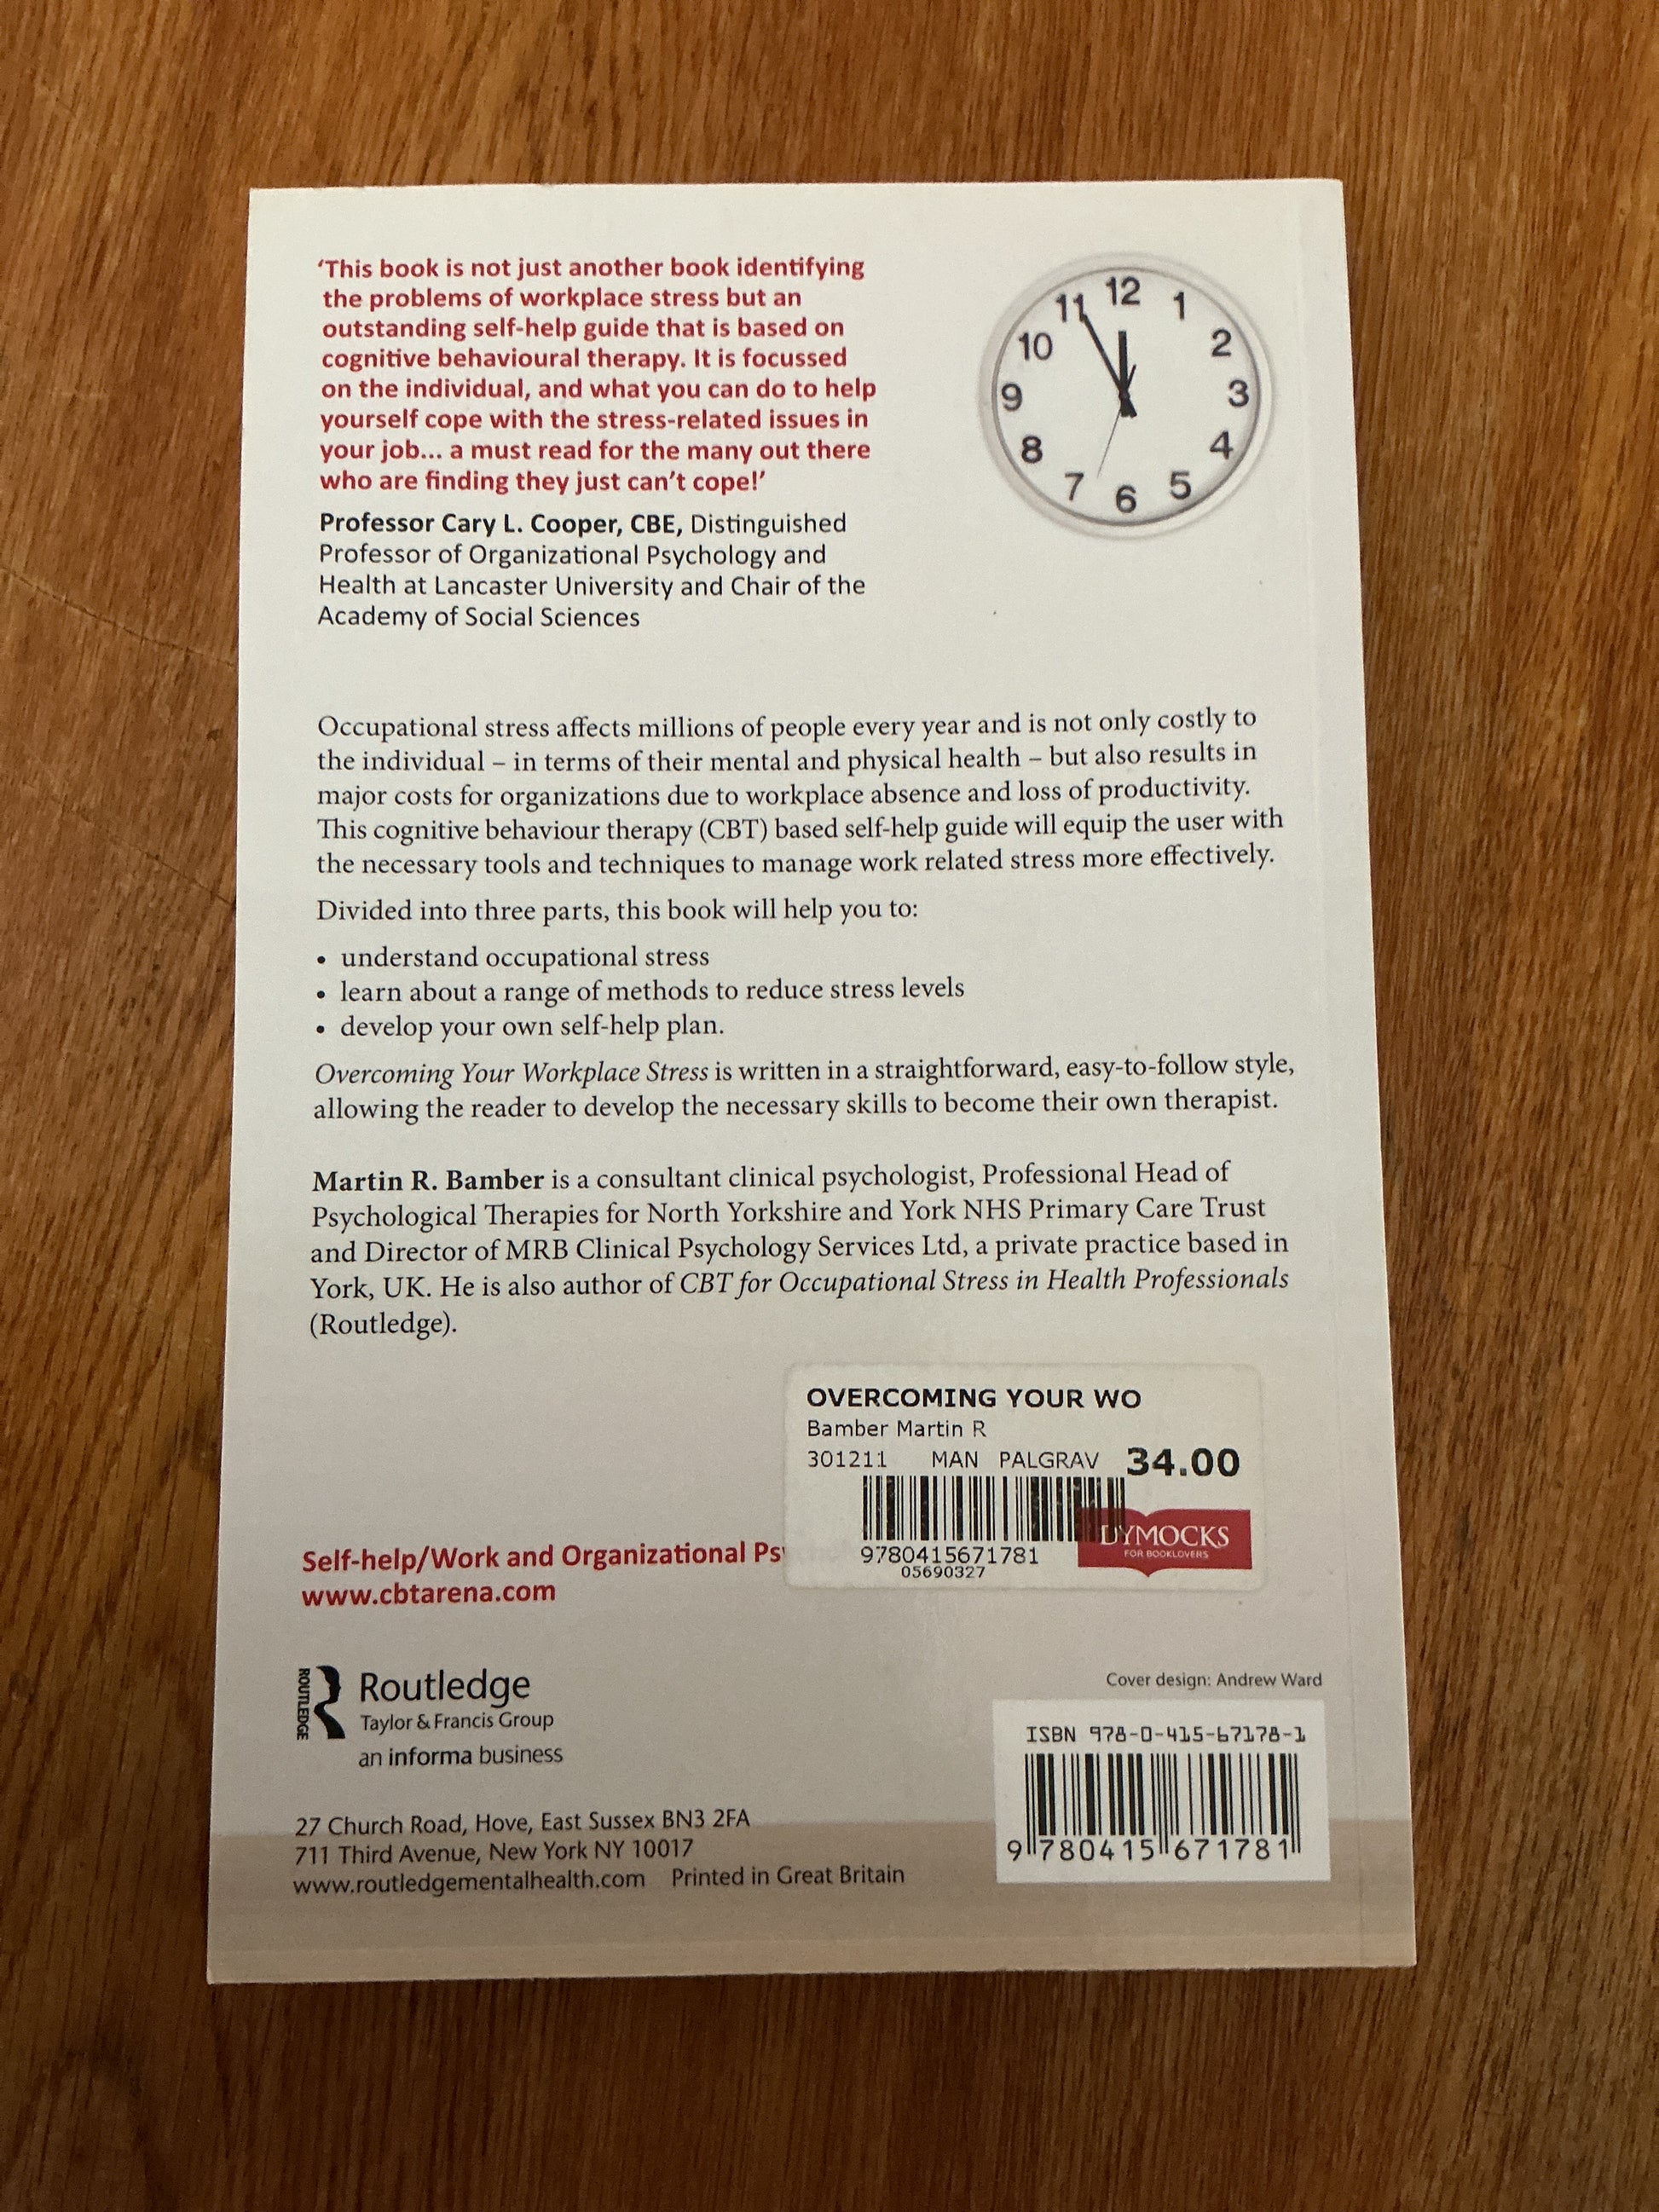 ‘This book is not just another book identifying
the problems of workplace stress but an
outstanding self-help guide that is based on
cognitive behavioural therapy. It is focussed
on the individual, and what you can do to help
yourself cope with the stress-related issues in
your job... a must read for the many out there
who are finding they just can’t cope!’
Professor Cary L. Cooper, CBE, Distinguished
Professor of Organizational Psychology and
Health at Lancaster University and Chair of the
Academy of Social Sciences
12
1
2
3
4
5
6
7
8
9
10
11
Occupational stress affects millions of people every year and is not only costly to
the individual – in terms of their mental and physical health – but also results in
major costs for organizations due to workplace absence and loss of productivity.
This cognitive behaviour therapy (CBT) based self-help guide will equip the user with
the necessary tools and techniques to manage work related stress more effectively.
Divided into three parts, this book will help you to:
• understand occupational stress
• learn about a range of methods to reduce stress levels
• develop your own self-help plan.
Overcoming Your Workplace Stress is written in a straightforward, easy-to-follow style,
allowing the reader to develop the necessary skills to become their own therapist.
Martin R. Bamber is a consultant clinical psychologist, Professional Head of
Psychological Therapies for North Yorkshire and York NHS Primary Care Trust
and Director of MRB Clinical Psychology Services Ltd, a private practice based in
York, UK. He is also author of CBT for Occupational Stress in Health Professionals
(Routledge).
OVERCOMING YOUR WO
Bamber Martin R
301211 MAN PALGRAV 34.00
DYMOCKS
FOR BOOKLOVERS
9780415671781
05690327
Self-help/Work and Organizational Ps
www.cbtarena.com
ROUTLEDGE
Routledge
Taylor & Francis Group
an informa business
Cover design: Andrew Ward
ISBN 978-0-415-67178-1
9 780415 671781
27 Church Road, Hove, East Sussex BN3 2FA
711 Third Avenue, New York NY 10017
www.routledgementalhealth.com Printed in Great Britain